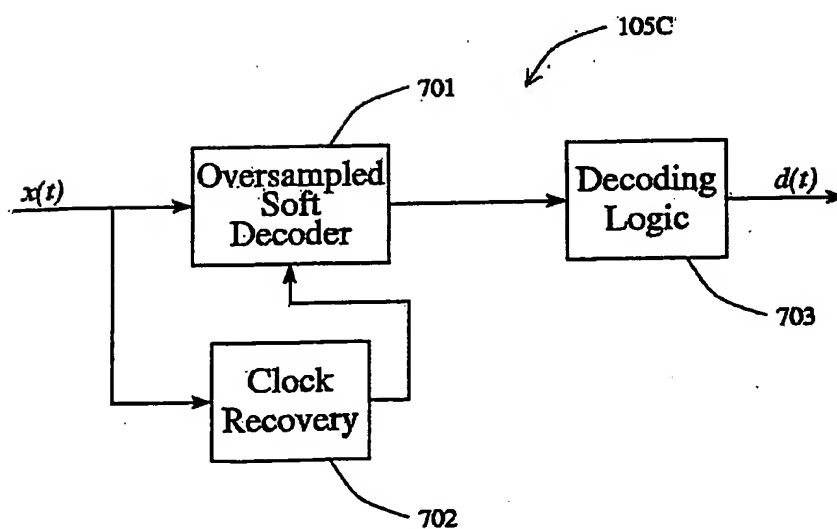 105C
701
x(t)
Oversampled
Soft
Decoder
Decoding
Logic
d(t)
703
Clock
Recovery
702